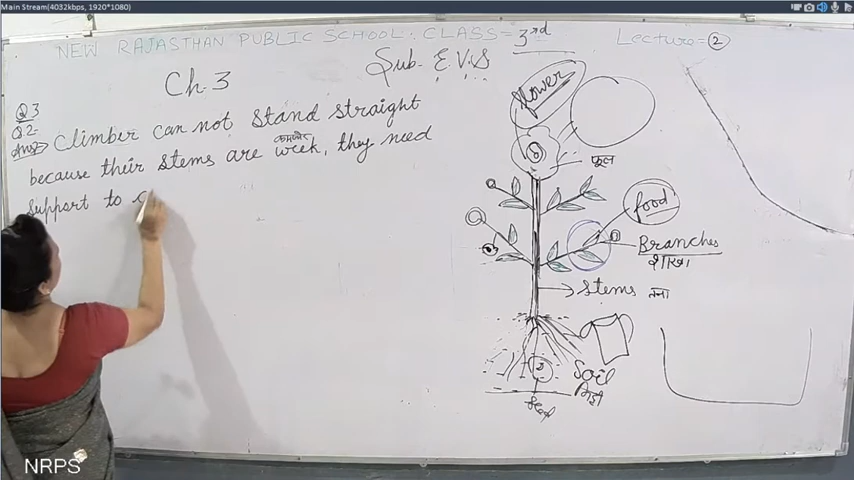 Main Stream(4032kbps, 1920*1080)
NEW RAJASTHAN PUBLIC SCHOOL: CLASS= 3rd
Lecture=②
Sub- E.V.S
Ch.3
Q3
Q.2-
Ans⇒ Climber can not stand straight
कमजोर
because their stems are week, they need
support to
flower
फूल
food
Branches
शाखा
Stems तना
Soil
मिट्टी
NRPS